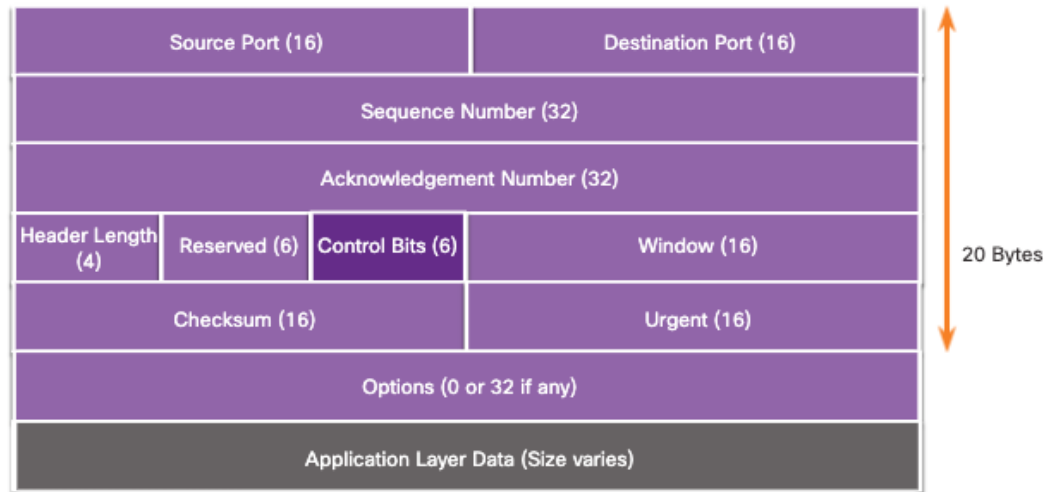 Source Port (16)
Destination Port (16)
Sequence Number (32)
Acknowledgement Number (32)
Header Length
(4)
Reserved (6)
Control Bits (6)
Window (16)
20 Bytes
Checksum (16)
Urgent (16)
Options (0 or 32 if any)
Application Layer Data (Size varies)